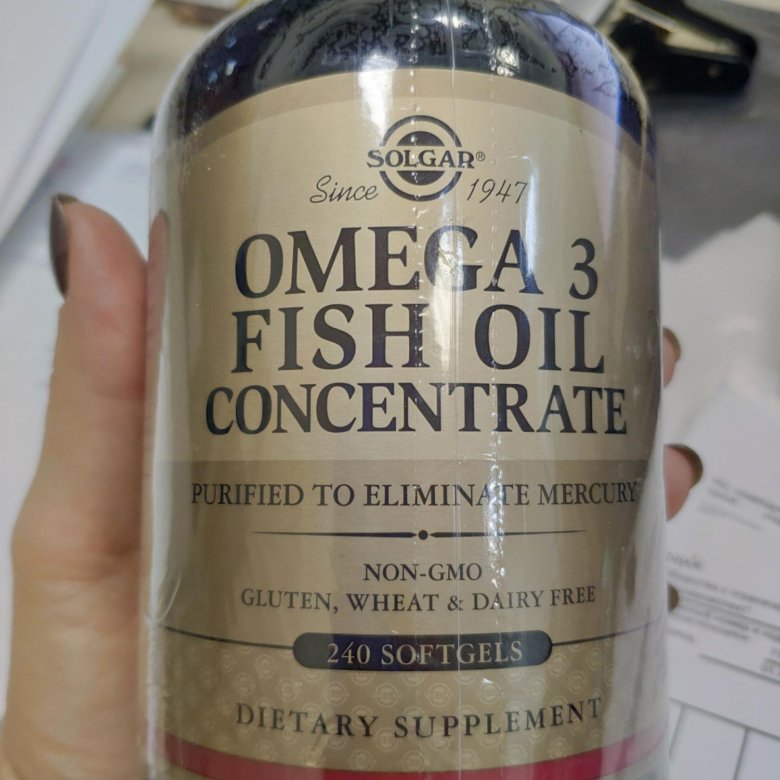 SOLGAR®
Since 1947
OMEGA 3
FISH OIL
CONCENTRATE
PURIFIED TO ELIMINATE MERCURY
NON-GMO
GLUTEN, WHEAT & DAIRY FREE
240 SOFTGELS
DIETARY SUPPLEMENT